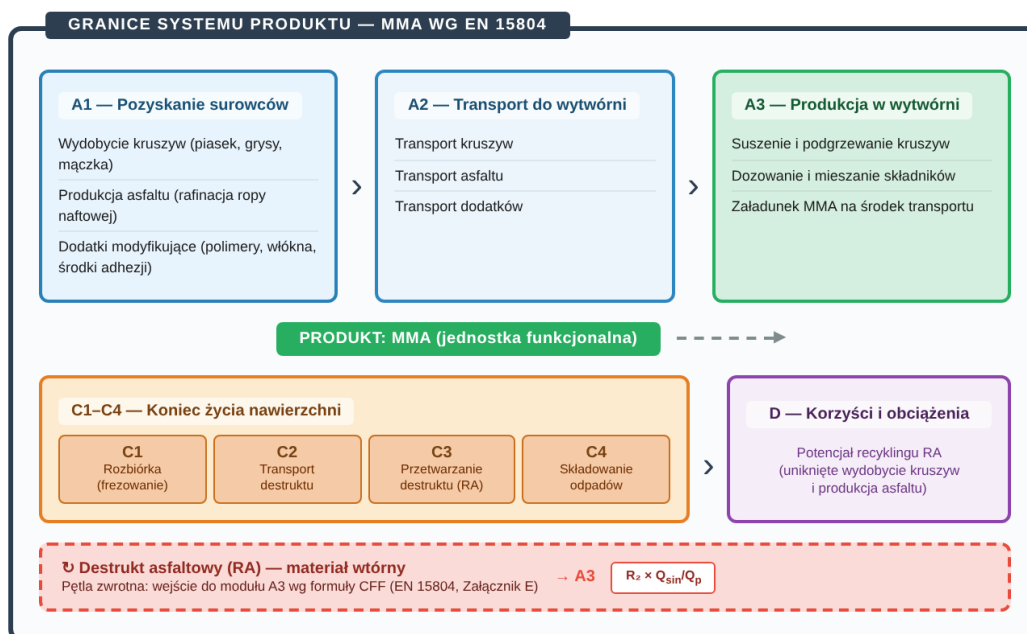 GRANICE SYSTEMU PRODUKTU — MMA WG EN 15804
A1 — Pozyskanie surowców
Wydobycie kruszyw (piasek, grysy,
mączka)
Produkcja asfaltu (rafinacja ropy
naftowej)
Dodatki modyfikujące (polimery, włókna,
środki adhezji)
›
A2 — Transport do wytwórni
Transport kruszyw
Transport asfaltu
Transport dodatków
›
A3 — Produkcja w wytwórni
Suszenie i podgrzewanie kruszyw
Dozowanie i mieszanie składników
Załadunek MMA na środek transportu
PRODUKT: MMA (jednostka funkcjonalna)
C1–C4 — Koniec życia nawierzchni
C1
Rozbiórka
(frezowanie)
C2
Transport
destruktu
C3
Przetwarzanie
destruktu (RA)
C4
Składowanie
odpadów
›
D — Korzyści i obciążenia
Potencjał recyklingu RA
(uniknięte wydobycie kruszyw
i produkcja asfaltu)
↻ Destrukt asfaltowy (RA) — materiał wtórny
Pętla zwrotna: wejście do modułu A3 wg formuły CFF (EN 15804, Załącznik E)
→ A3
R₂ × Qsin/Qp